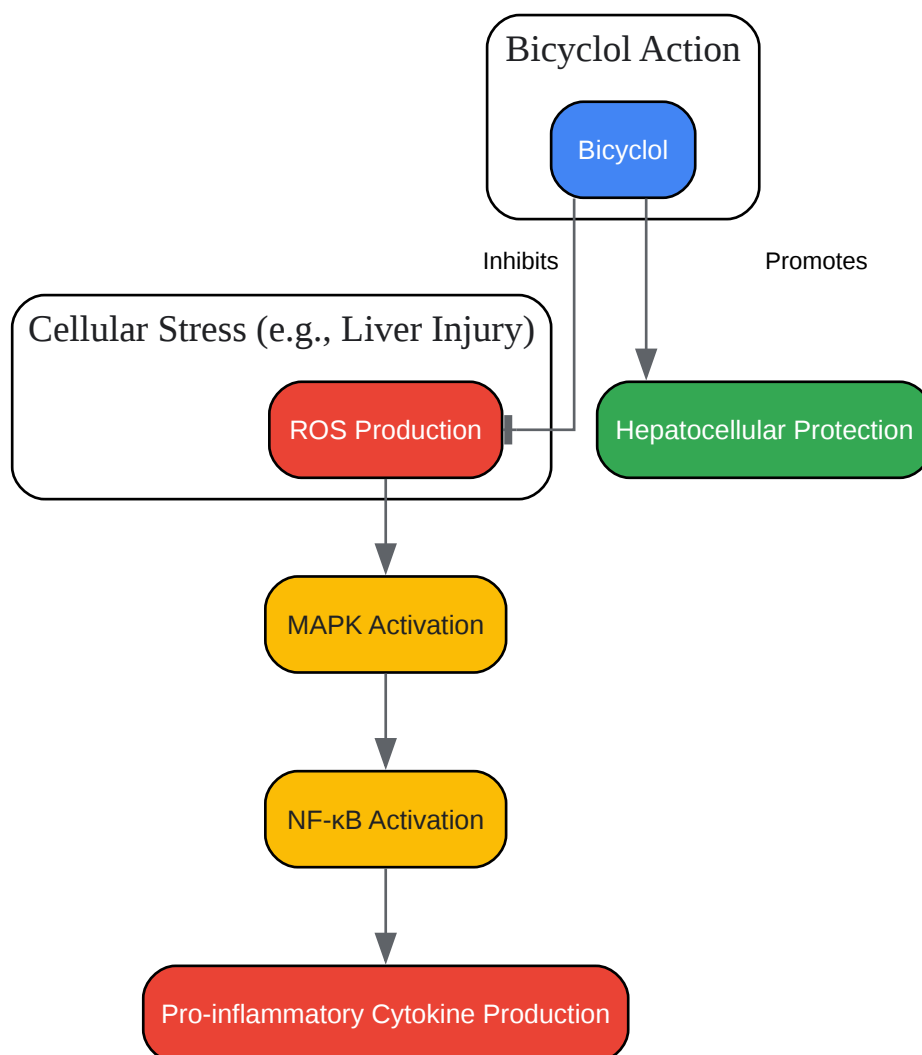 Bicyclol Action
Bicyclol
Inhibits
Promotes
Cellular Stress (e.g., Liver Injury)
ROS Production
Hepatocellular Protection
MAPK Activation
NF-κB Activation
Pro-inflammatory Cytokine Production